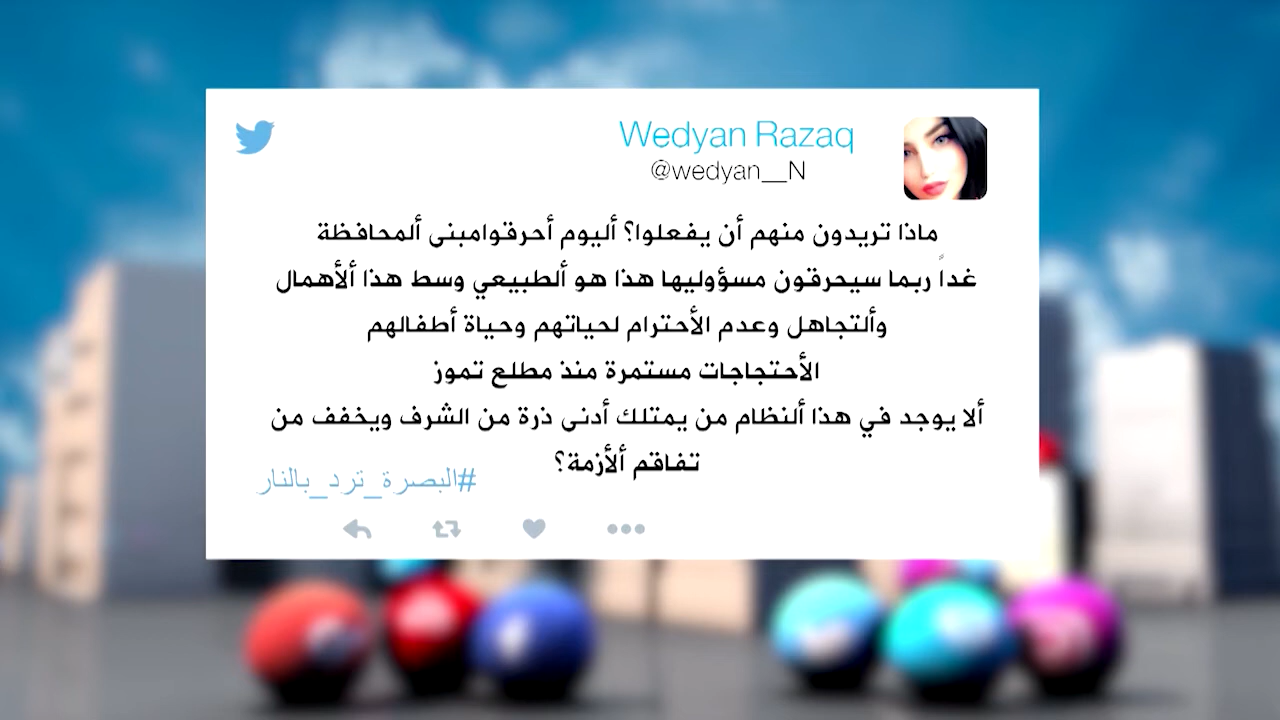 Wedyan Razaq
@wedyan__N
ماذا تريدون منهم أن يفعلوا؟ أليوم أحرقوامبنى ألمحافظة
غداً ربما سيحرقون مسؤوليها هذا هو ألطبيعي وسط هذا ألأهمال
وألتجاهل وعدم الأحترام لحياتهم وحياة أطفالهم
الأحتجاجات مستمرة منذ مطلع تموز
ألا يوجد في هذا ألنظام من يمتلك أدنى ذرة من الشرف ويخفف من
تفاقم ألأزمة؟
#البصرة_ترد_بالنار